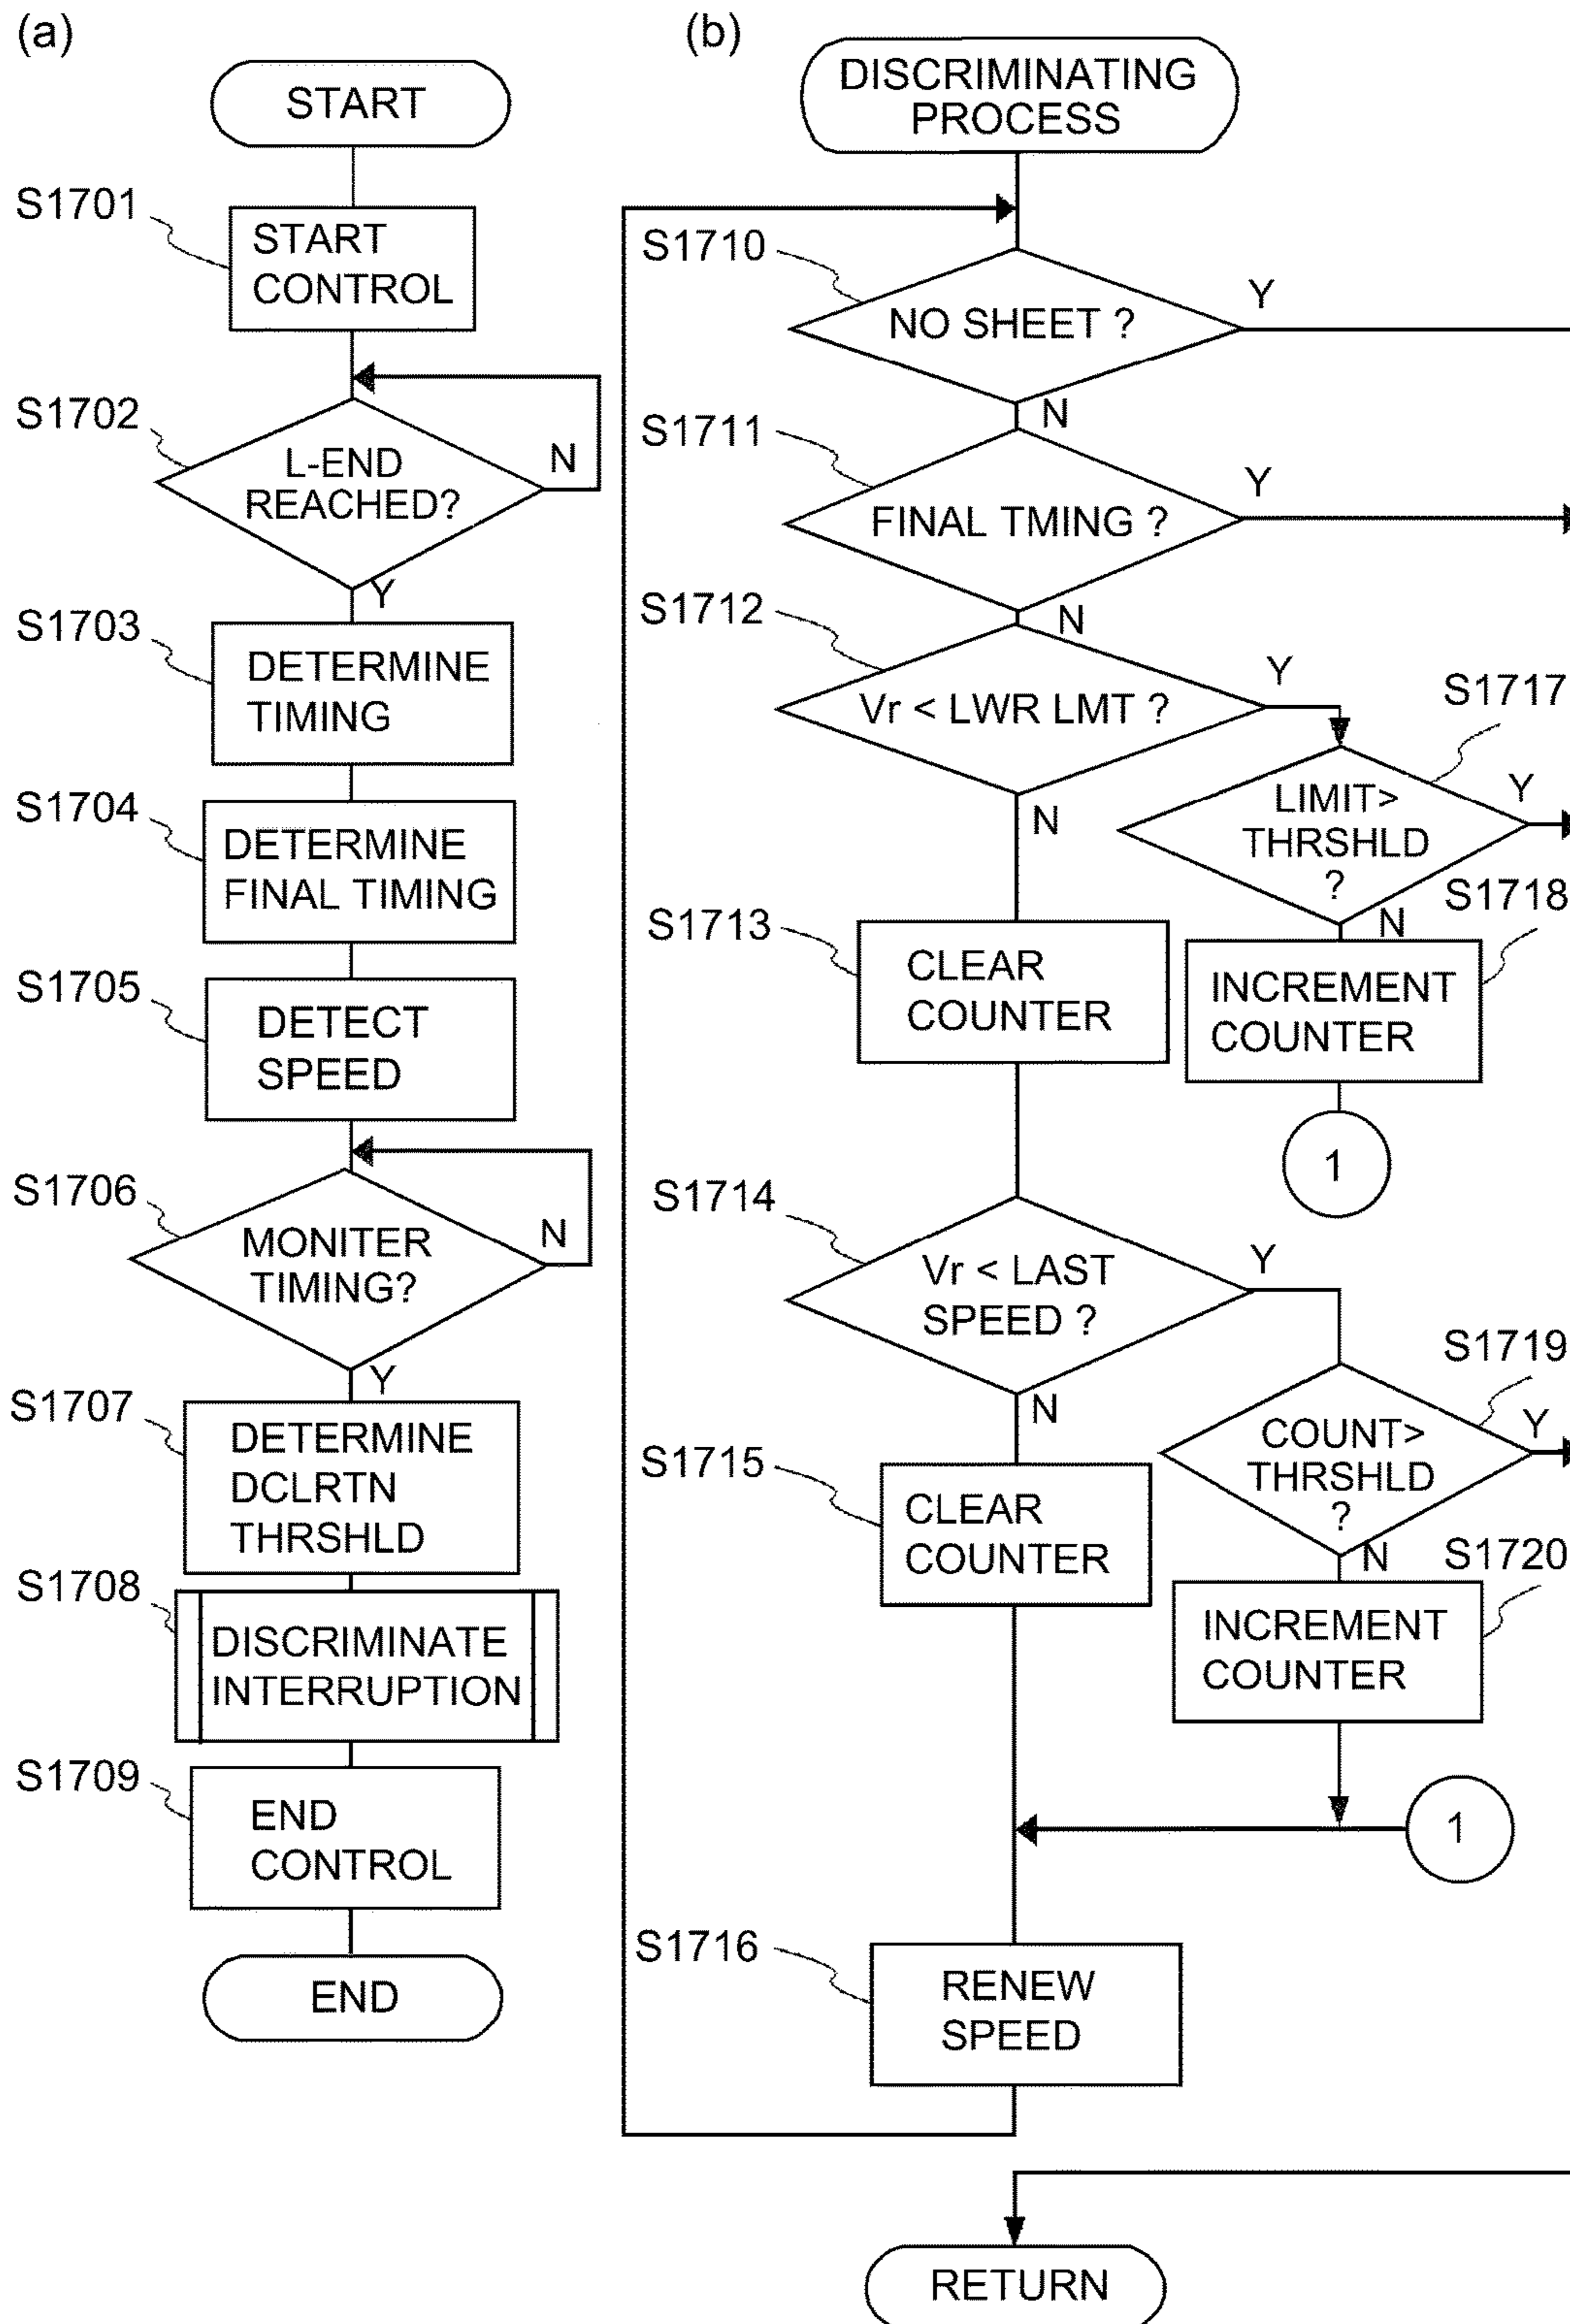 (a)
START
S1701
START
CONTROL
S1702
L-END
REACHED?
N
Y
S1703
DETERMINE
TIMING
S1704
DETERMINE
FINAL TIMING
S1705
DETECT
SPEED
S1706
MONITER
TIMING?
N
Y
S1707
DETERMINE
DCLRTN
THRSHLD
S1708
DISCRIMINATE
INTERRUPTION
S1709
END
CONTROL
END
(b)
DISCRIMINATING
PROCESS
S1710
NO SHEET ?
Y
N
S1711
FINAL TMING ?
Y
N
S1712
Vr < LWR LMT ?
Y
N
S1717
LIMIT>
THRSHLD
?
Y
N
S1718
INCREMENT
COUNTER
1
S1713
CLEAR
COUNTER
S1714
Vr < LAST
SPEED ?
Y
N
S1719
COUNT>
THRSHLD
?
Y
N
S1715
CLEAR
COUNTER
S1720
INCREMENT
COUNTER
1
S1716
RENEW
SPEED
RETURN